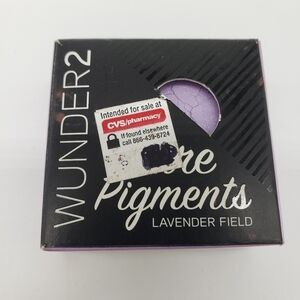 WUNDER2
Intended for sale at
CVS/pharmacy
If found elsewhere
call 866-439-8724
Pigments
LAVENDER FIELD